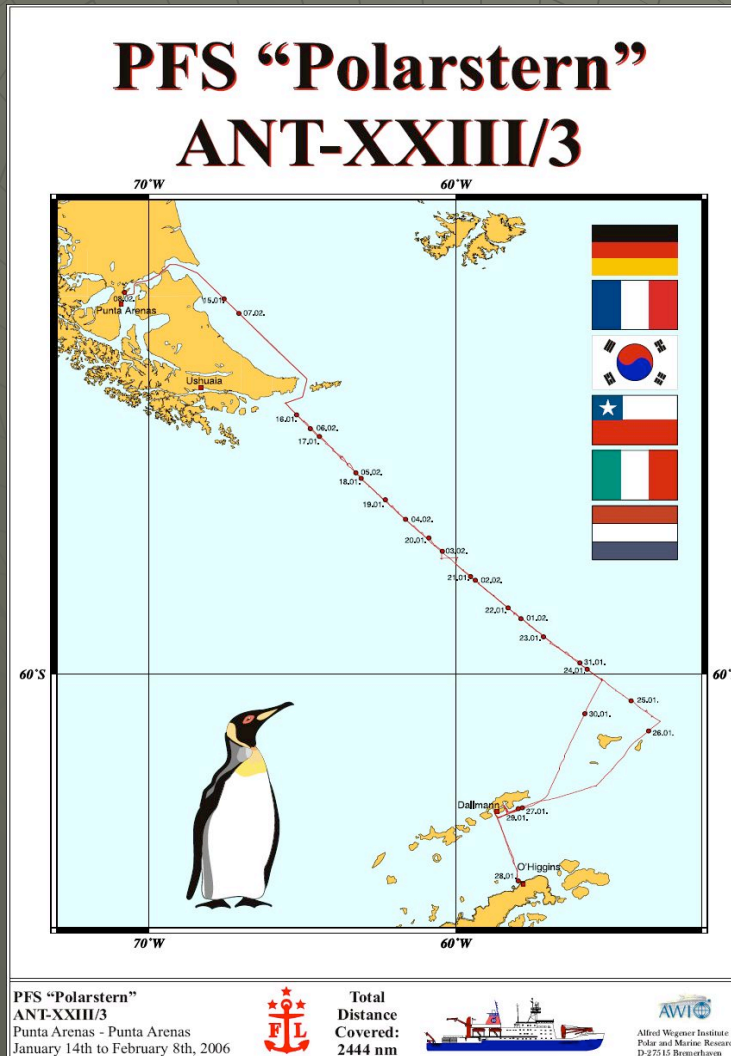 PFS “Polarstern”
ANT-XXIII/3
70˚W
60˚W
08.02.
Punta Arenas
15.01.
07.02.
Ushuaia
16.01.
06.02.
17.01.
05.02.
18.01.
19.01.
04.02.
20.01.
03.02.
21.01.
02.02.
22.01.
01.02.
23.01.
31.01.
24.01.
60˚S
60˚
25.01.
30.01.
26.01.
Dallmann
27.01.
29.01.
O'Higgins
28.01.
70˚W
60˚W
PFS “Polarstern”
ANT-XXIII/3
Punta Arenas - Punta Arenas
January 14th to February 8th, 2006
F L
Total
Distance
Covered:
2444 nm
AWI
Alfred Wegener Institute
Polar and Marine Research
D-27515 Bremerhaven